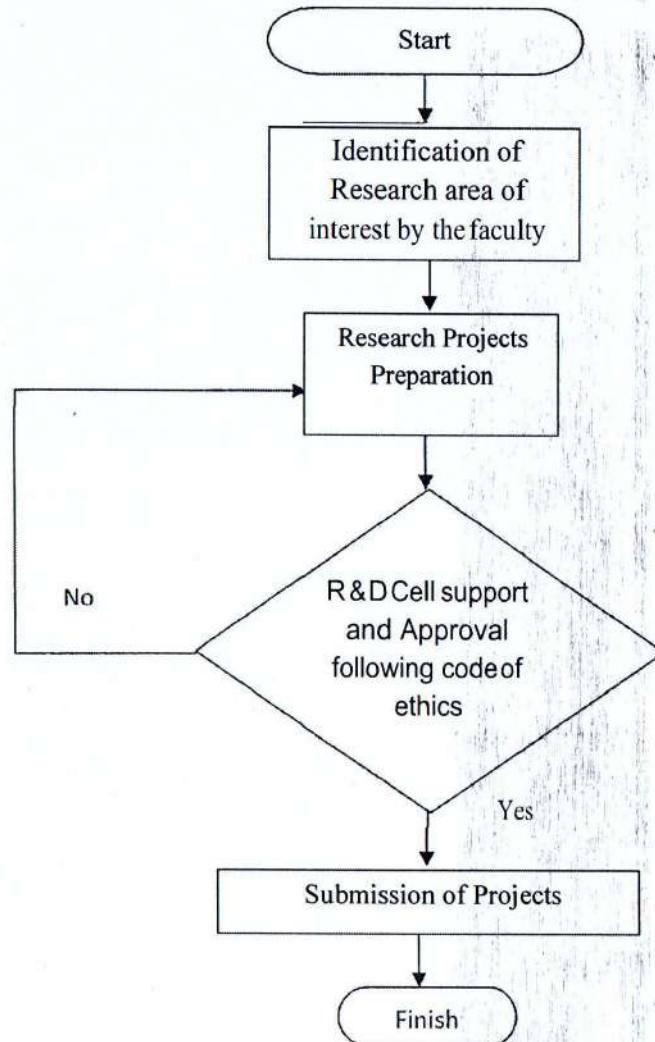 Start
Identification of
Research area of
interest by the faculty
Research Projects
Preparation
No
R & D Cell support
and Approval
following code of
ethics
Yes
Submission of Projects
Finish